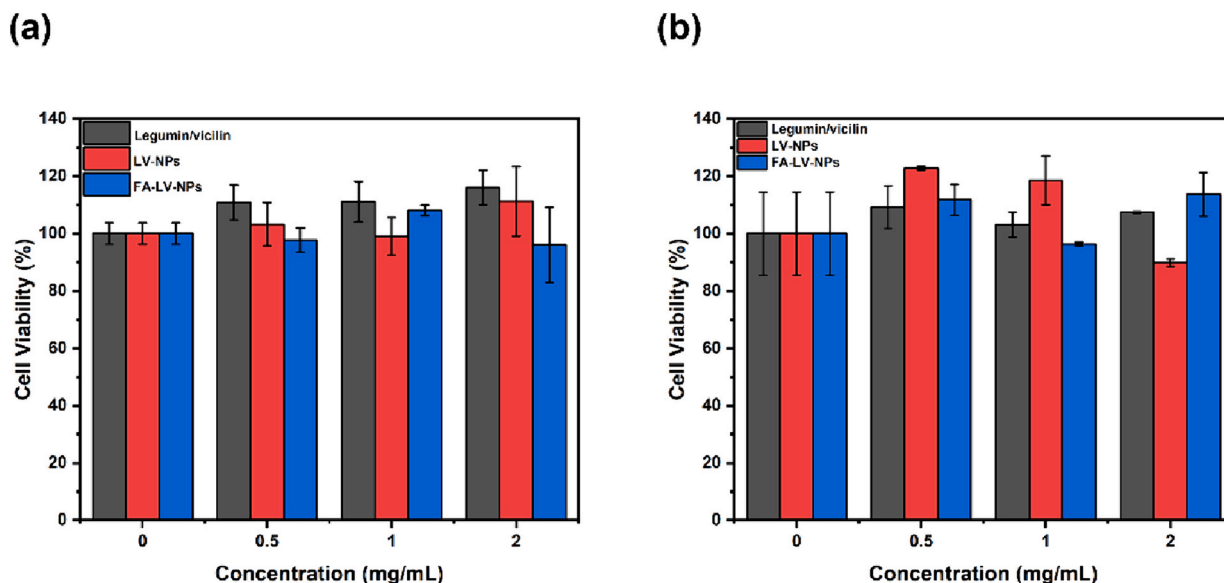 (a)
140
120
100
80
60
40
20
0
Cell Viability (%)
Legumin/vicilin
LV-NPs
FA-LV-NPs
0 0.5 1 2
Concentration (mg/mL)
(b)
140
120
100
80
60
40
20
0
Cell Viability (%)
Legumin/vicilin
LV-NPs
FA-LV-NPs
0 0.5 1 2
Concentration (mg/mL)